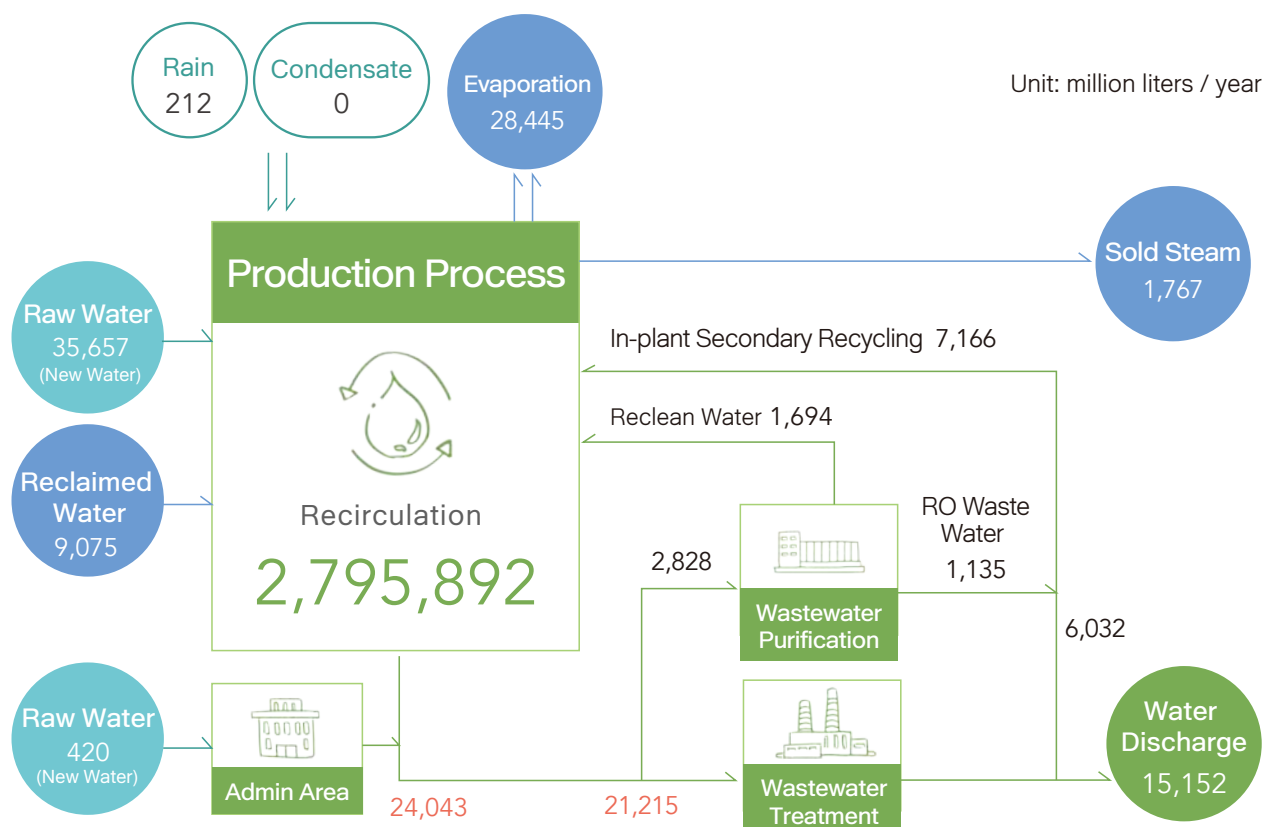 Rain
212
Condensate
0
Evaporation
28,445
Unit: million liters / year
Production Process
Sold Steam
1,767
Raw Water
35,657
(New Water)
In-plant Secondary Recycling 7,166
Reclean Water 1,694
Reclaimed
Water
9,075
Recirculation
2,795,892
RO Waste
Water
1,135
2,828
Wastewater
Purification
6,032
Raw Water
420
(New Water)
Admin Area
24,043
21,215
Wastewater
Treatment
Water
Discharge
15,152